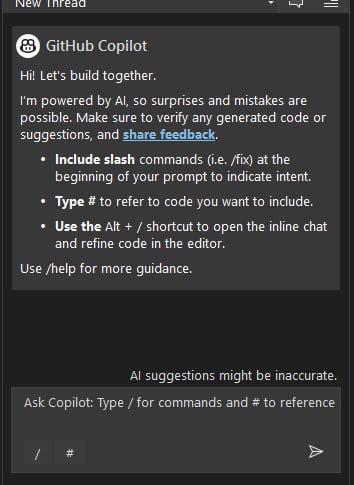 New Thread
GitHub Copilot
Hi! Let's build together.
I'm powered by AI, so surprises and mistakes are
possible. Make sure to verify any generated code or
suggestions, and share feedback.
• Include slash commands (i.e. /fix) at the
beginning of your prompt to indicate intent.
• Type # to refer to code you want to include.
• Use the Alt + / shortcut to open the inline chat
and refine code in the editor.
Use /help for more guidance.
AI suggestions might be inaccurate.
Ask Copilot: Type / for commands and # to reference
/ #